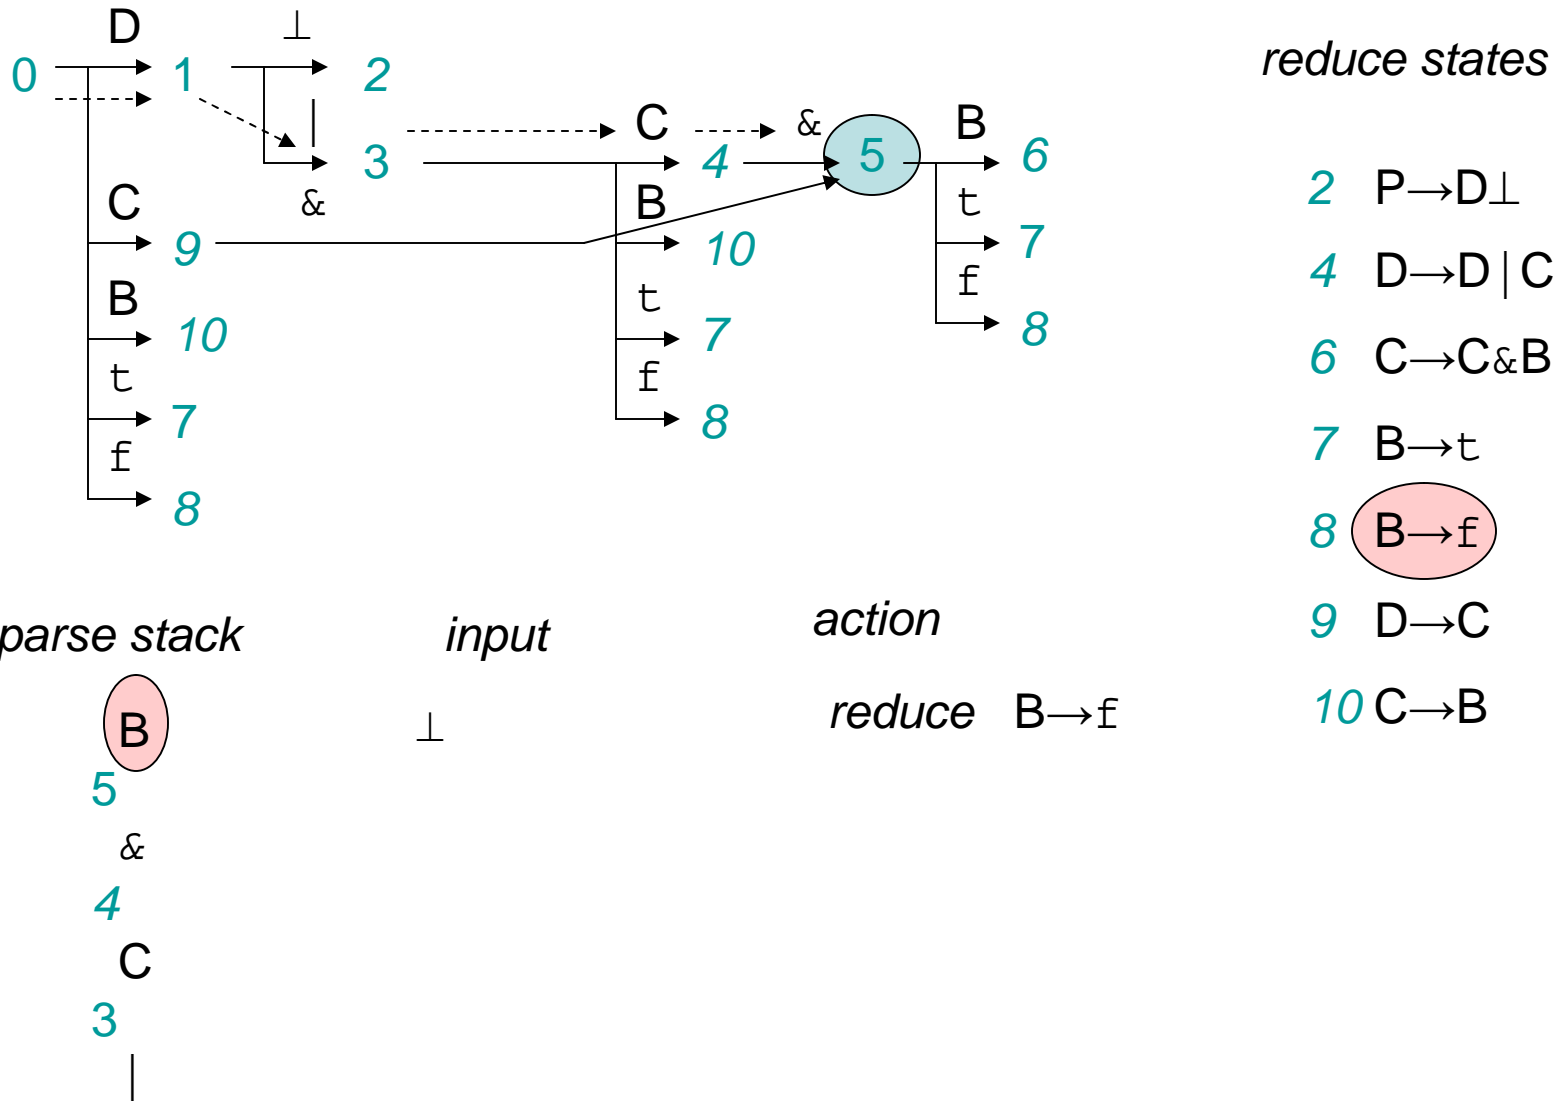 D ⊥
0 1 2
| C & B
3 4 5 6
C & B t
9 10 7
B t f
10 7 8
t f
7 8
f
8
reduce states
2 P→D⊥
4 D→D|C
6 C→C&B
7 B→t
8 B→f
9 D→C
10 C→B
parse stack input action
B ⊥ reduce B→f
5
&
4
C
3
|